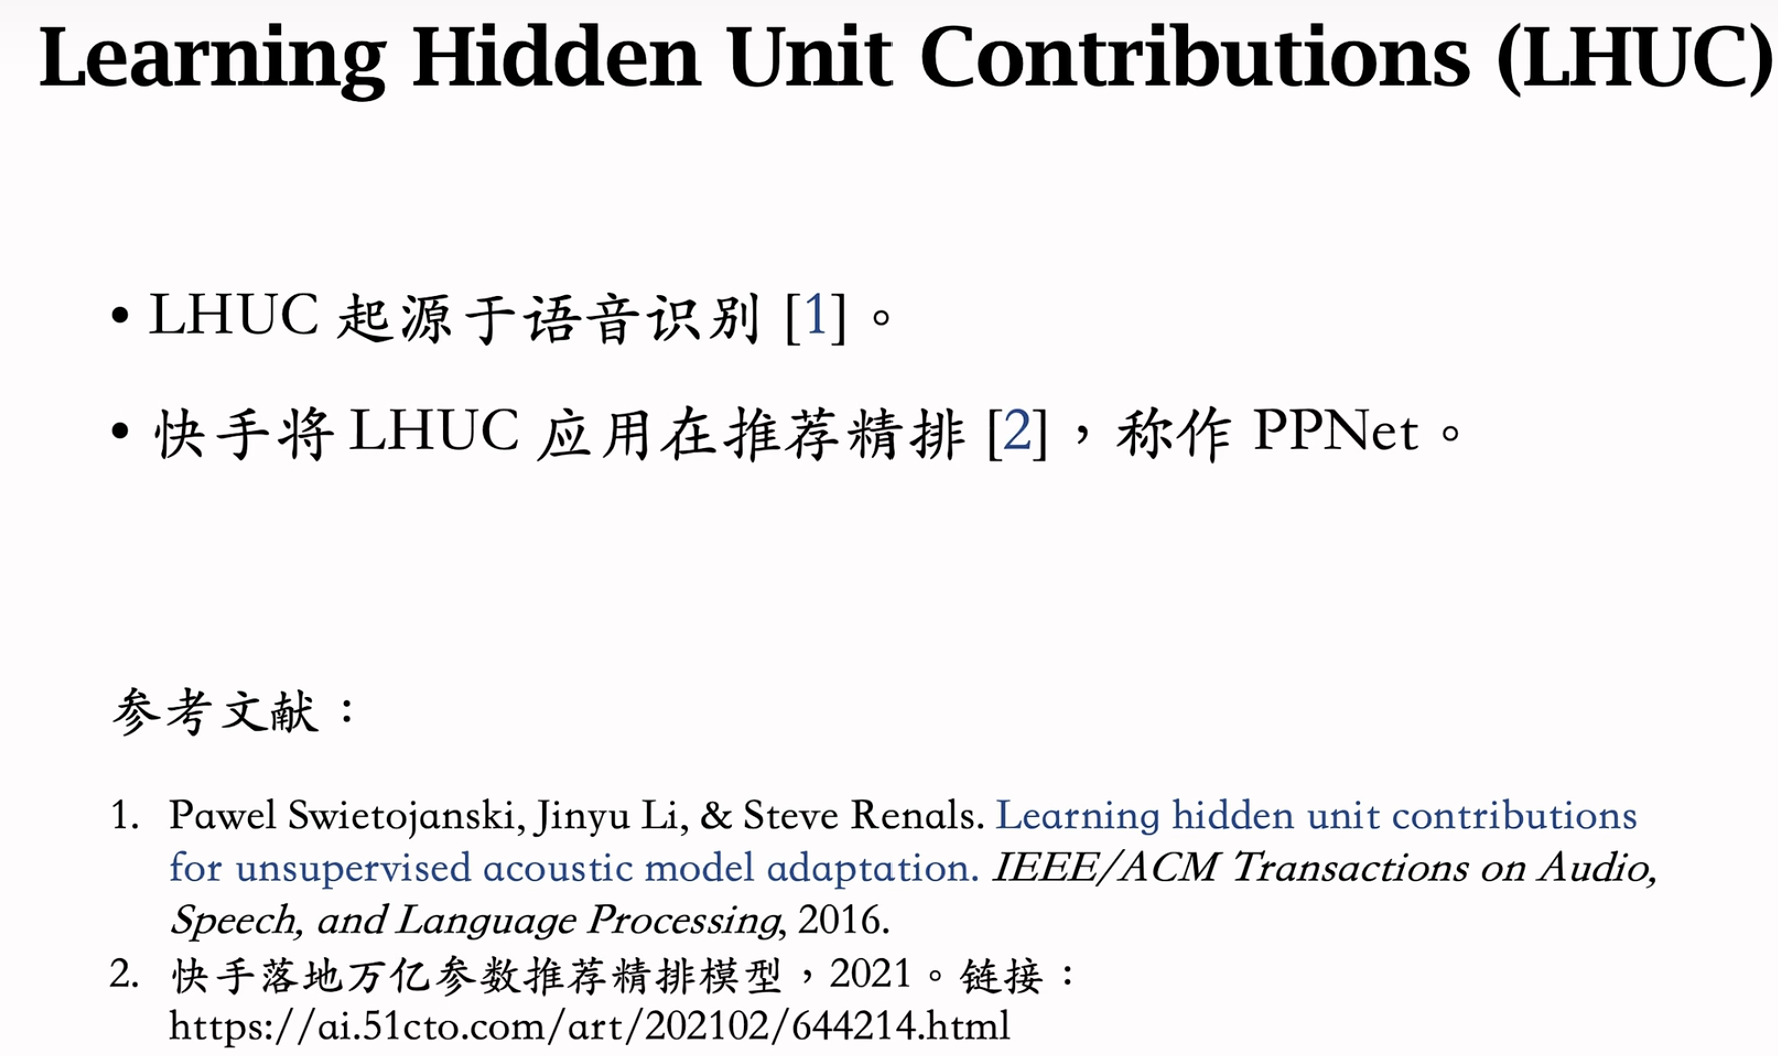 Learning Hidden Unit Contributions (LHUC)
• LHUC 起源于语音识别 [1]。
• 快手将 LHUC 应用在推荐精排 [2]，称作 PPNet。
参考文献：
1. Pawel Swietojanski, Jinyu Li, & Steve Renals. Learning hidden unit contributions
for unsupervised acoustic model adaptation. IEEE/ACM Transactions on Audio,
Speech, and Language Processing, 2016.
2. 快手落地万亿参数推荐精排模型，2021。链接：
https://ai.51cto.com/art/202102/644214.html